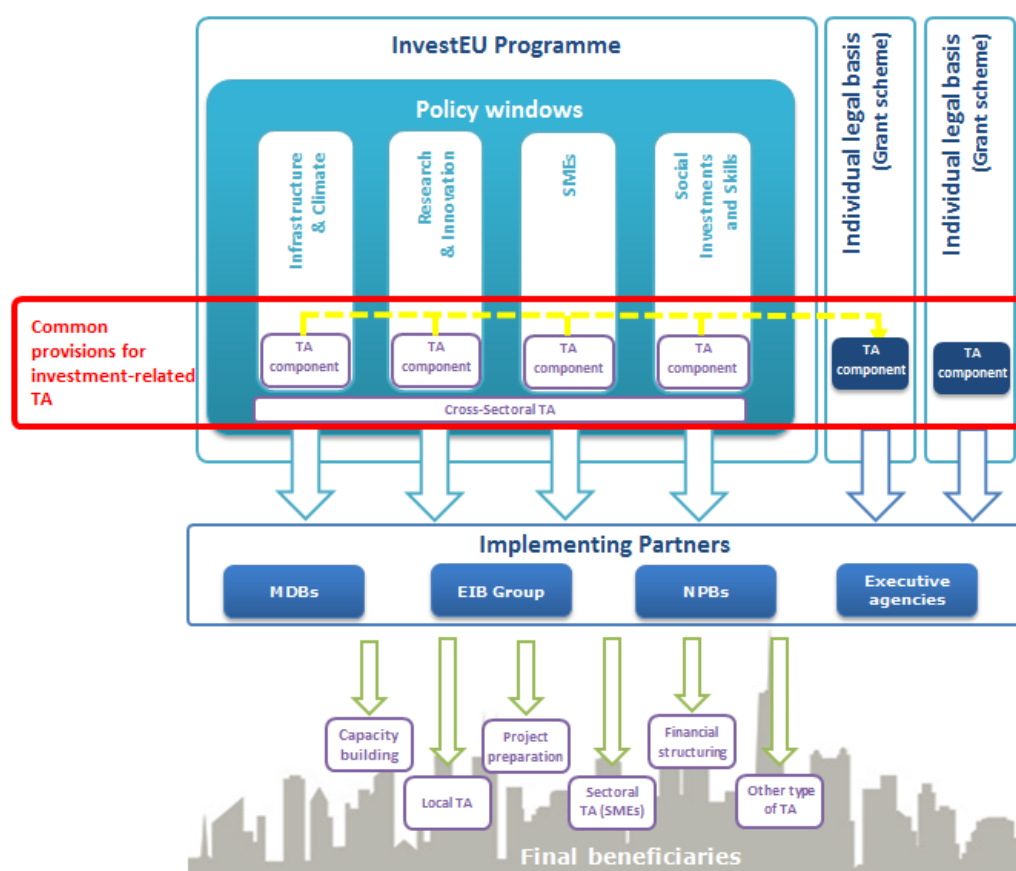 InvestEU Programme
Policy windows
Infrastructure
& Climate
Research
& Innovation
SMEs
Social
Investments
and Skills
Individual legal basis
(Grant scheme)
Individual legal basis
(Grant scheme)
Common
provisions for
investment-related
TA
TA
component
TA
component
TA
component
TA
component
TA
component
TA
component
Cross-Sectoral TA
Implementing Partners
MDBs
EIB Group
NPBs
Executive
agencies
Capacity
building
Local TA
Project
preparation
Sectoral
TA (SMEs)
Financial
structuring
Other type
of TA
Final beneficiaries